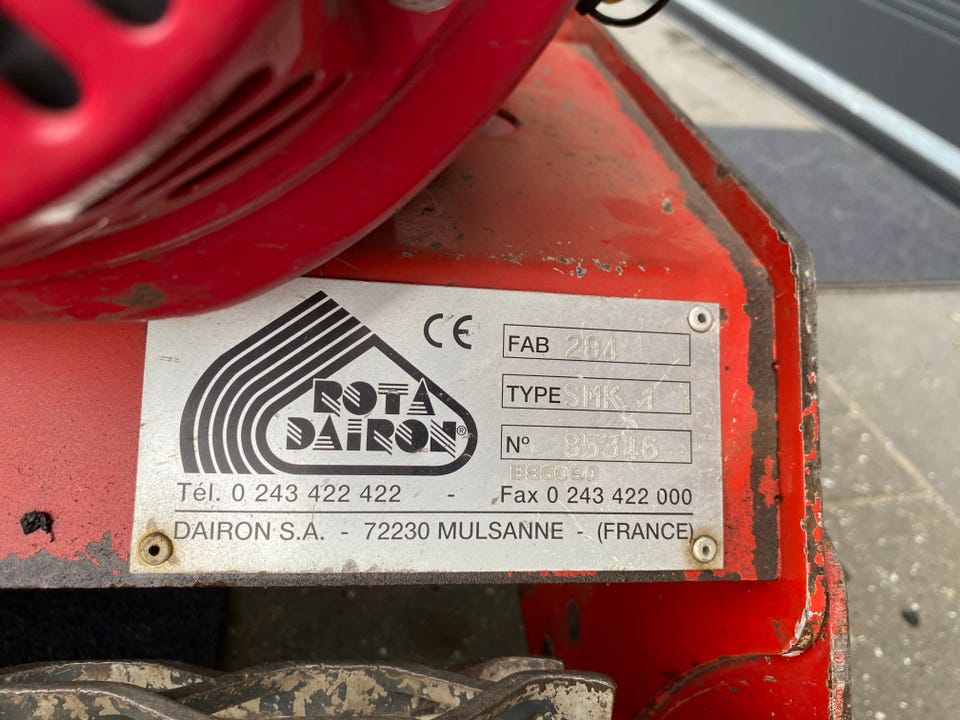 CE
ROTA
DAIRON®
FAB 284
TYPE SMK 1
N° 85346
Tél. 0 243 422 422 - Fax 0 243 422 000
DAIRON S.A. - 72230 MULSANNE - (FRANCE)